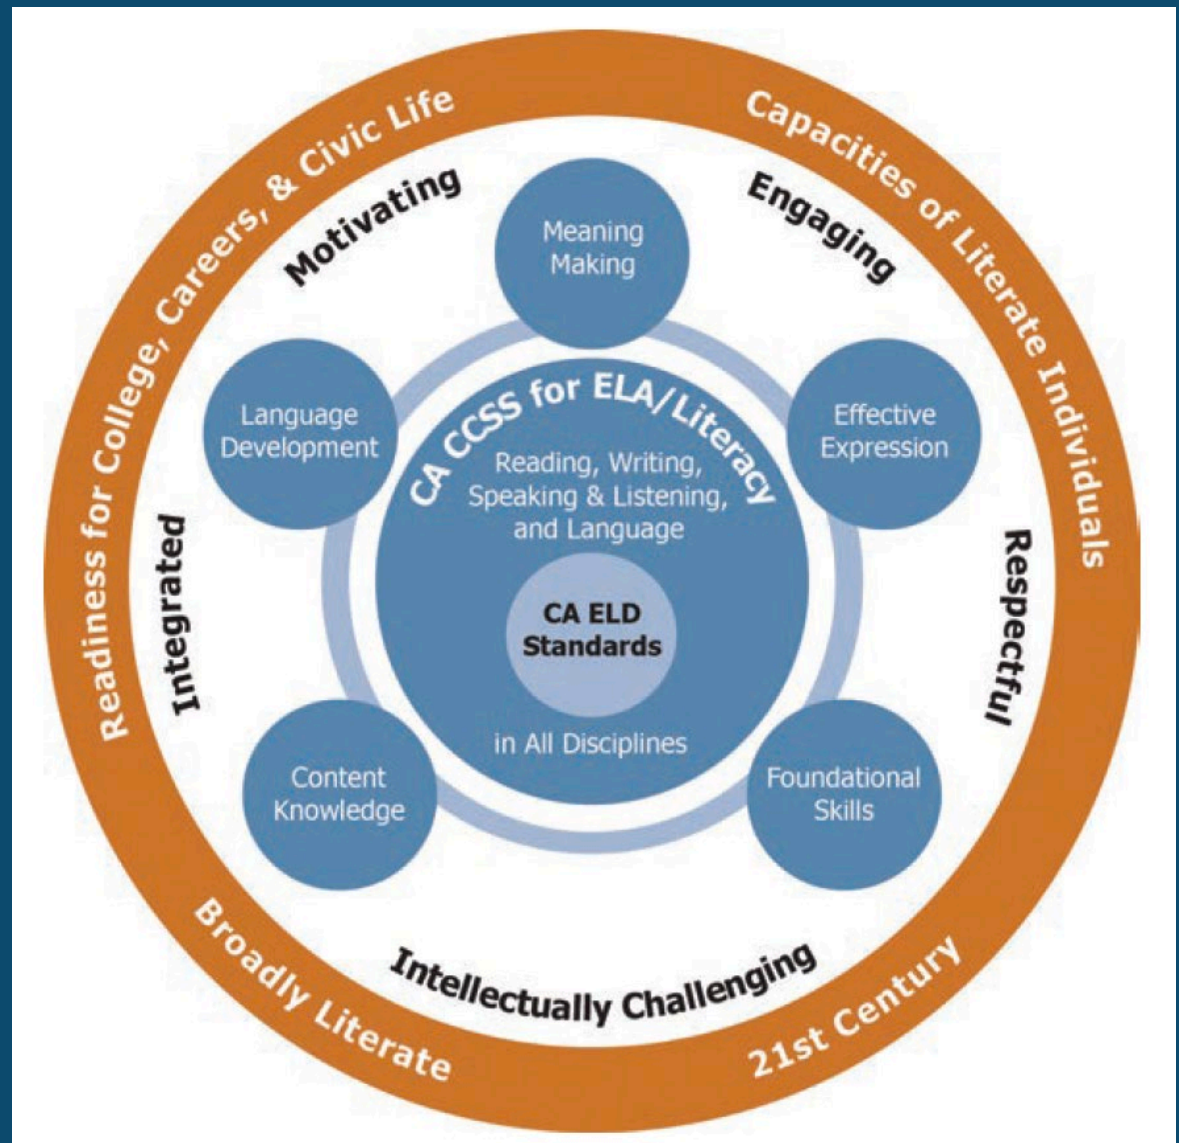 Readiness for College, Careers, & Civic Life
Capacities of Literate Individuals
Motivating
Engaging
Meaning
Making
Language
Development
Effective
Expression
CA CCSS for ELA/Literacy
Reading, Writing,
Speaking & Listening,
and Language
CA ELD
Standards
in All Disciplines
Integrated
Respectful
Content
Knowledge
Foundational
Skills
Intellectually Challenging
Broadly Literate
21st Century